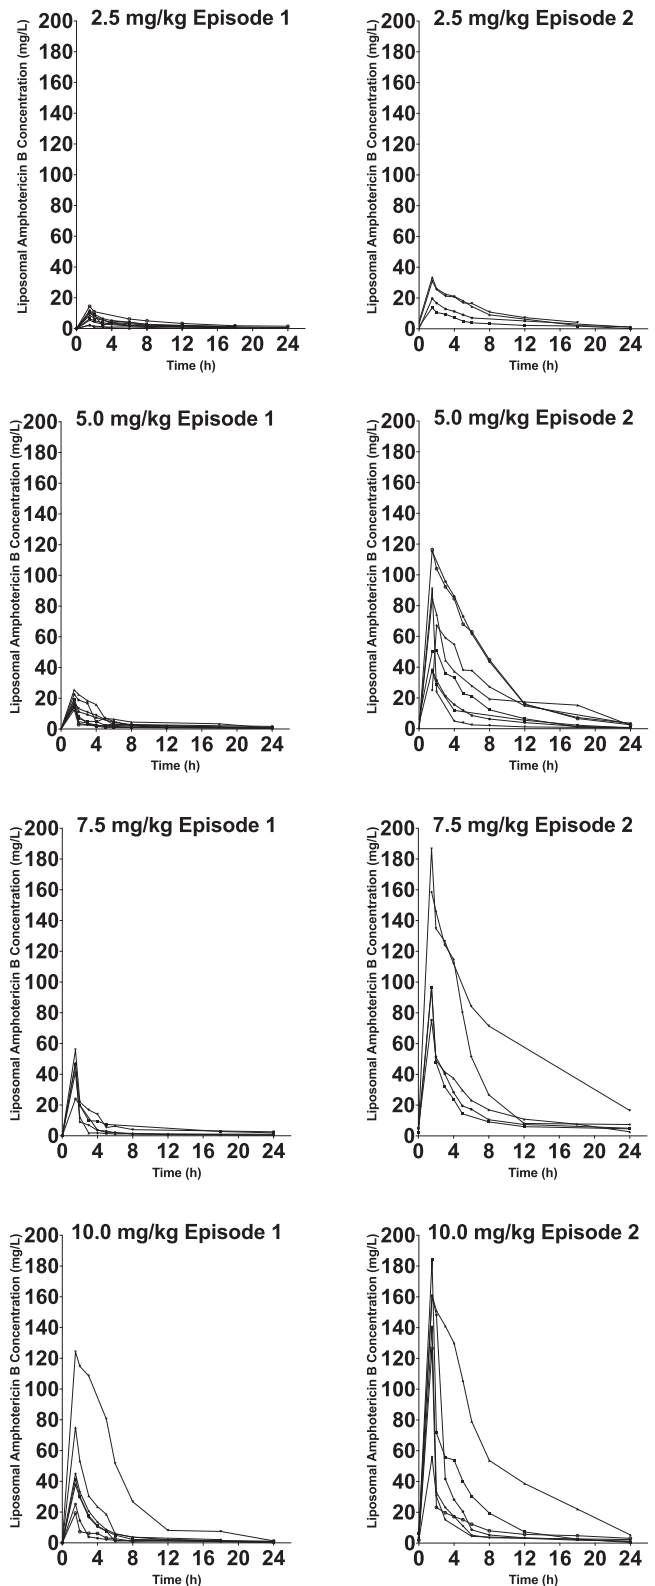 2.5 mg/kg Episode 1
Liposomal Amphotericin B Concentration (mg/L)
200
180
160
140
120
100
80
60
40
20
0
0 4 8 12 16 20 24
Time (h)
2.5 mg/kg Episode 2
Liposomal Amphotericin B Concentration (mg/L)
200
180
160
140
120
100
80
60
40
20
0
0 4 8 12 16 20 24
Time (h)
5.0 mg/kg Episode 1
Liposomal Amphotericin B Concentration (mg/L)
200
180
160
140
120
100
80
60
40
20
0
0 4 8 12 16 20 24
Time (h)
5.0 mg/kg Episode 2
Liposomal Amphotericin B Concentration (mg/L)
200
180
160
140
120
100
80
60
40
20
0
0 4 8 12 16 20 24
Time (h)
7.5 mg/kg Episode 1
Liposomal Amphotericin B Concentration (mg/L)
200
180
160
140
120
100
80
60
40
20
0
0 4 8 12 16 20 24
Time (h)
7.5 mg/kg Episode 2
Liposomal Amphotericin B Concentration (mg/L)
200
180
160
140
120
100
80
60
40
20
0
0 4 8 12 16 20 24
Time (h)
10.0 mg/kg Episode 1
Liposomal Amphotericin B Concentration (mg/L)
200
180
160
140
120
100
80
60
40
20
0
0 4 8 12 16 20 24
Time (h)
10.0 mg/kg Episode 2
Liposomal Amphotericin B Concentration (mg/L)
200
180
160
140
120
100
80
60
40
20
0
0 4 8 12 16 20 24
Time (h)